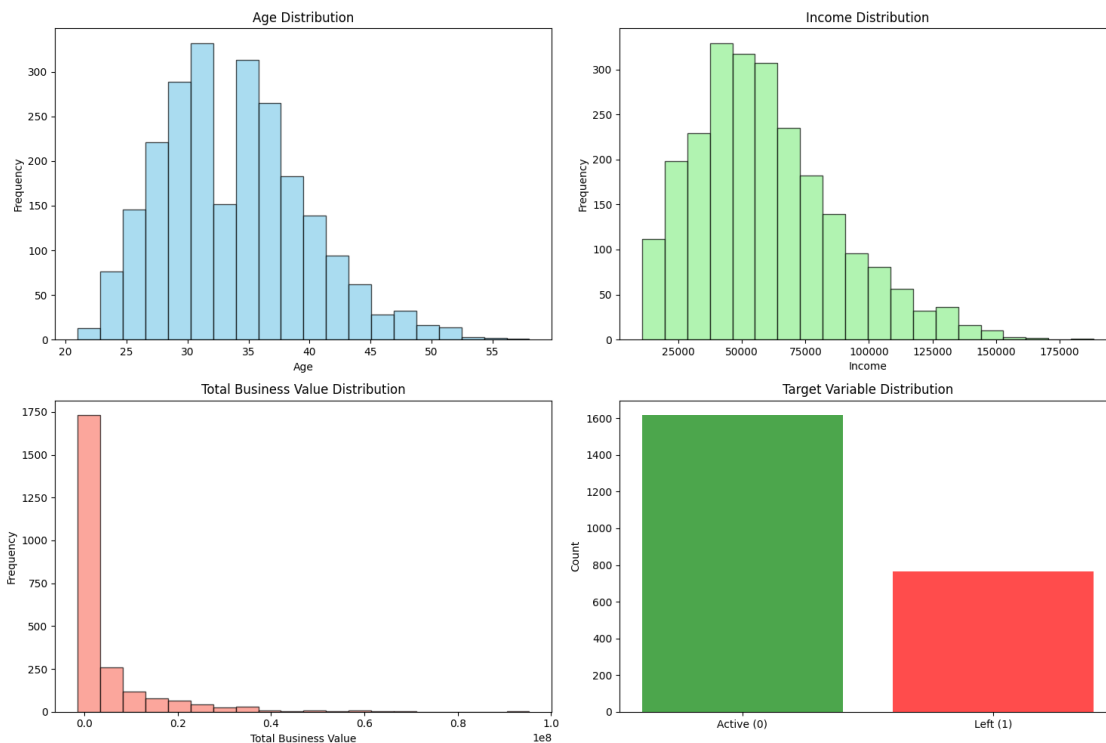 Age Distribution
Frequency
300
250
200
150
100
50
0
20 25 30 35 40 45 50 55
Age
Income Distribution
Frequency
300
250
200
150
100
50
0
25000 50000 75000 100000 125000 150000 175000
Income
Total Business Value Distribution
Frequency
1750
1500
1250
1000
750
500
250
0
0.0 0.2 0.4 0.6 0.8 1.0
1e8
Total Business Value
Target Variable Distribution
Count
1600
1400
1200
1000
800
600
400
200
0
Active (0) Left (1)